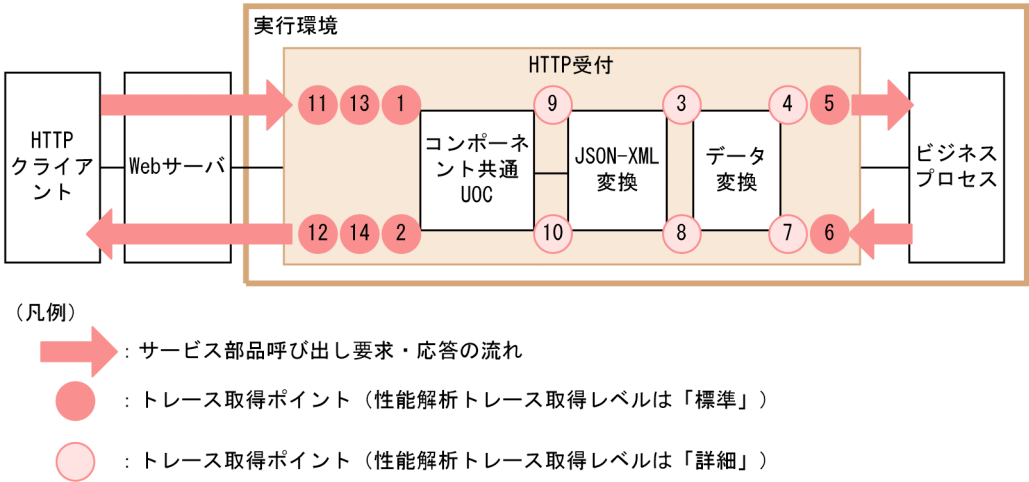 実行環境
HTTP受付
11 13 1 9 3 4 5
HTTP
クライア
ント
Webサーバ
コンポーネ
ント共通
UOC
JSON-XML
変換
データ
変換
ビジネス
プロセス
12 14 2 10 8 7 6
(凡例)
:サービス部品呼び出し要求・応答の流れ
:トレース取得ポイント(性能解析トレース取得レベルは「標準」)
:トレース取得ポイント(性能解析トレース取得レベルは「詳細」)